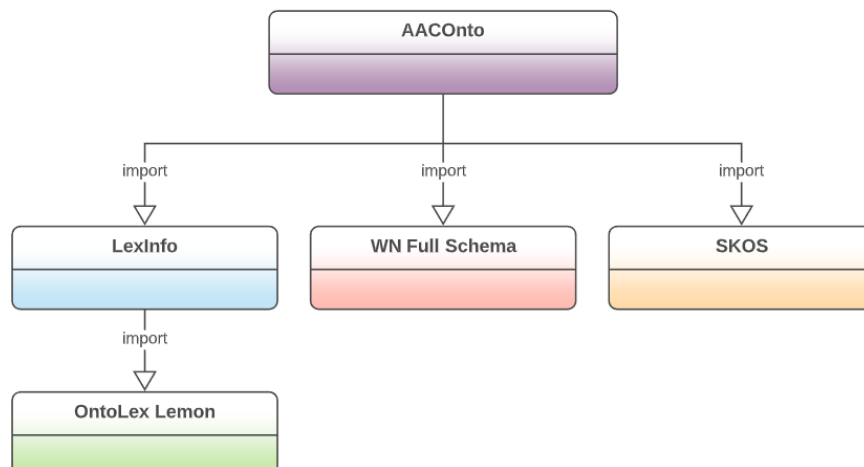 AACOnto
import
import
import
LexInfo
WN Full Schema
SKOS
import
OntoLex Lemon